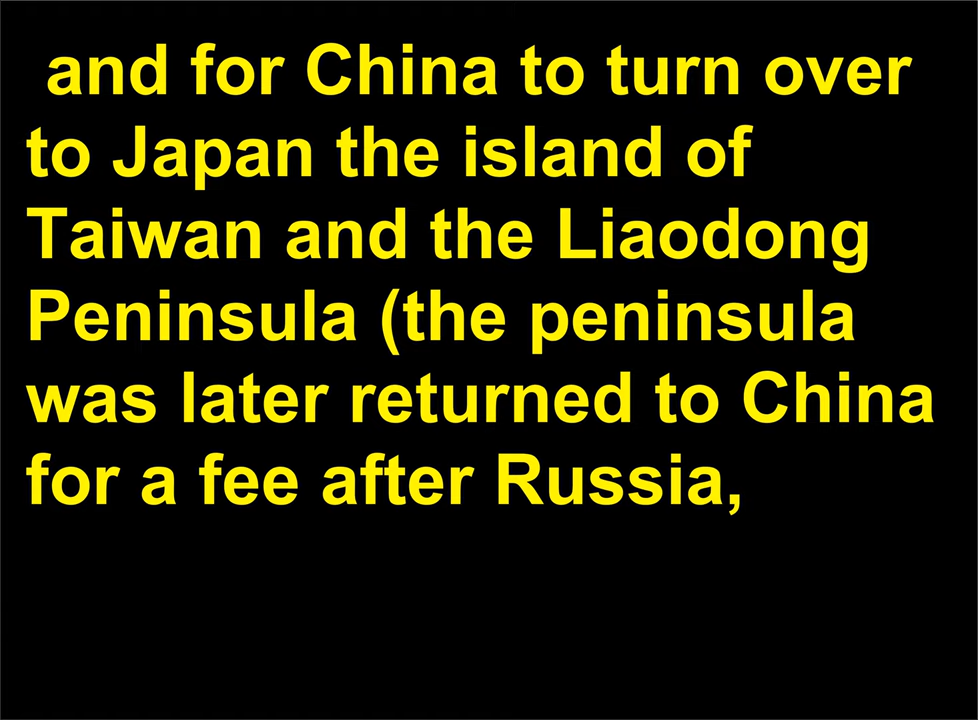 and for China to turn over
to Japan the island of
Taiwan and the Liaodong
Peninsula (the peninsula
was later returned to China
for a fee after Russia,